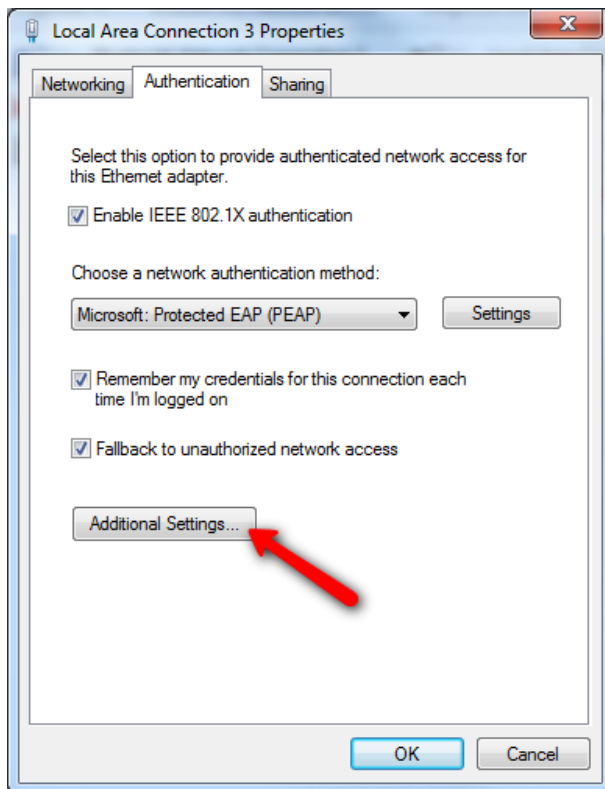 Local Area Connection 3 Properties
Networking
Authentication
Sharing
Select this option to provide authenticated network access for
this Ethernet adapter.
Enable IEEE 802.1X authentication
Choose a network authentication method:
Microsoft: Protected EAP (PEAP)
Settings
Remember my credentials for this connection each
time I'm logged on
Fallback to unauthorized network access
Additional Settings...
OK
Cancel